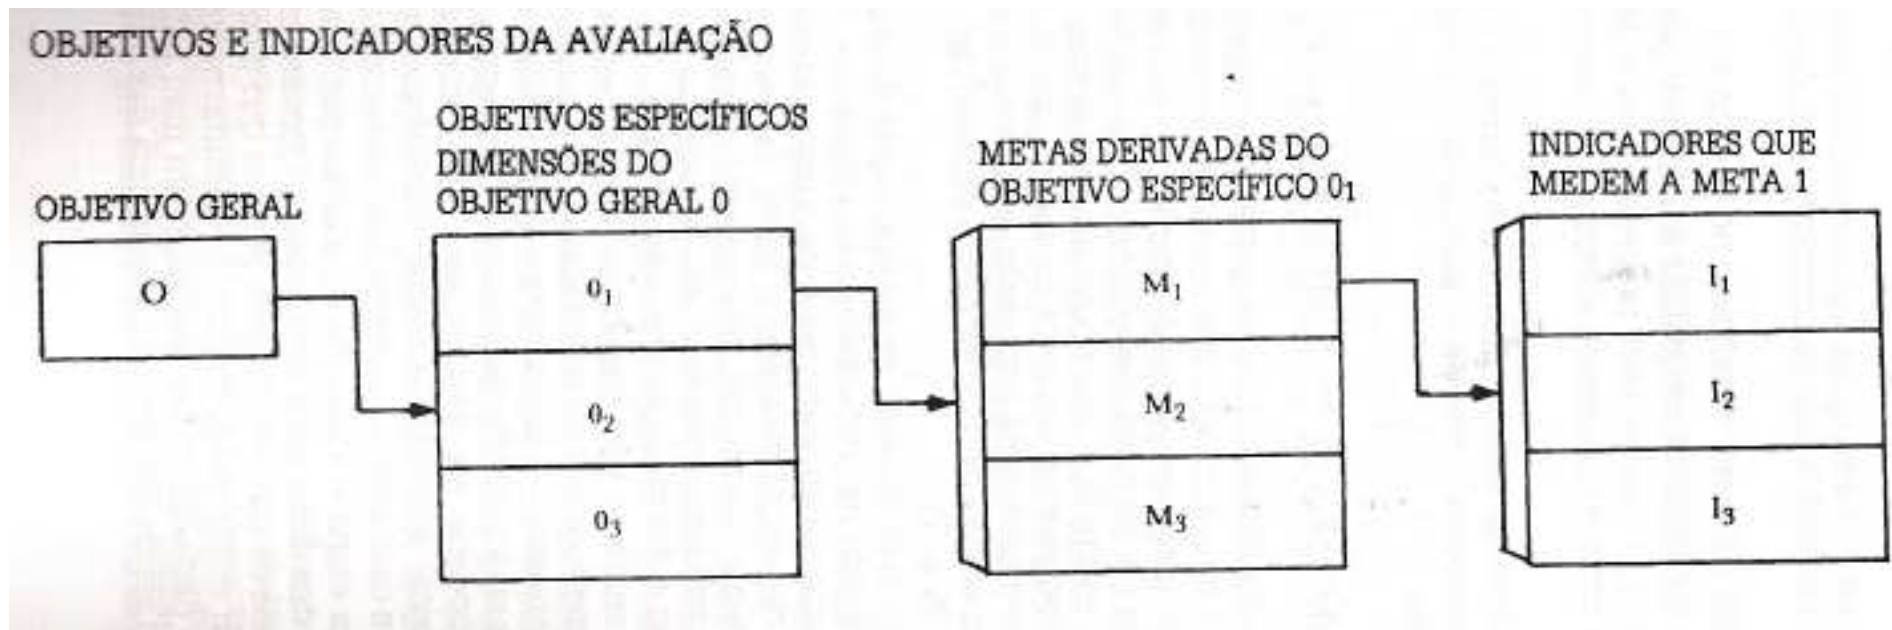 OBJETIVOS E INDICADORES DA AVALIAÇÃO
OBJETIVO GERAL
O
OBJETIVOS ESPECÍFICOS
DIMENSÕES DO
OBJETIVO GERAL 0
0₁
0₂
0₃
METAS DERIVADAS DO
OBJETIVO ESPECÍFICO 0₁
M₁
M₂
M₃
INDICADORES QUE
MEDEM A META 1
I₁
I₂
I₃